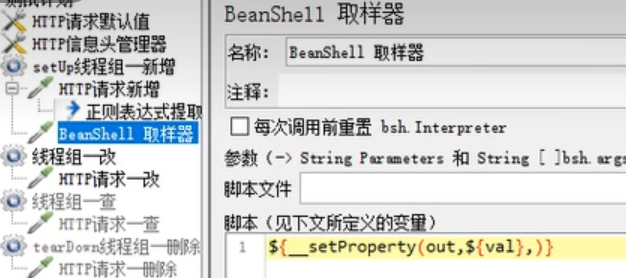 测试计划
HTTP请求默认值
HTTP信息头管理器
setUp线程组—新增
HTTP请求新增
正则表达式提取
BeanShell 取样器
线程组—改
HTTP请求—改
线程组—查
HTTP请求—查
tearDown线程组—删除
HTTP请求—删除
BeanShell 取样器
名称： BeanShell 取样器
注释：
每次调用前重置 bsh.Interpreter
参数 (-> String Parameters 和 String [ ]bsh.args
脚本文件
脚本（见下文所定义的变量）
1 ${__setProperty(out,${val},)}